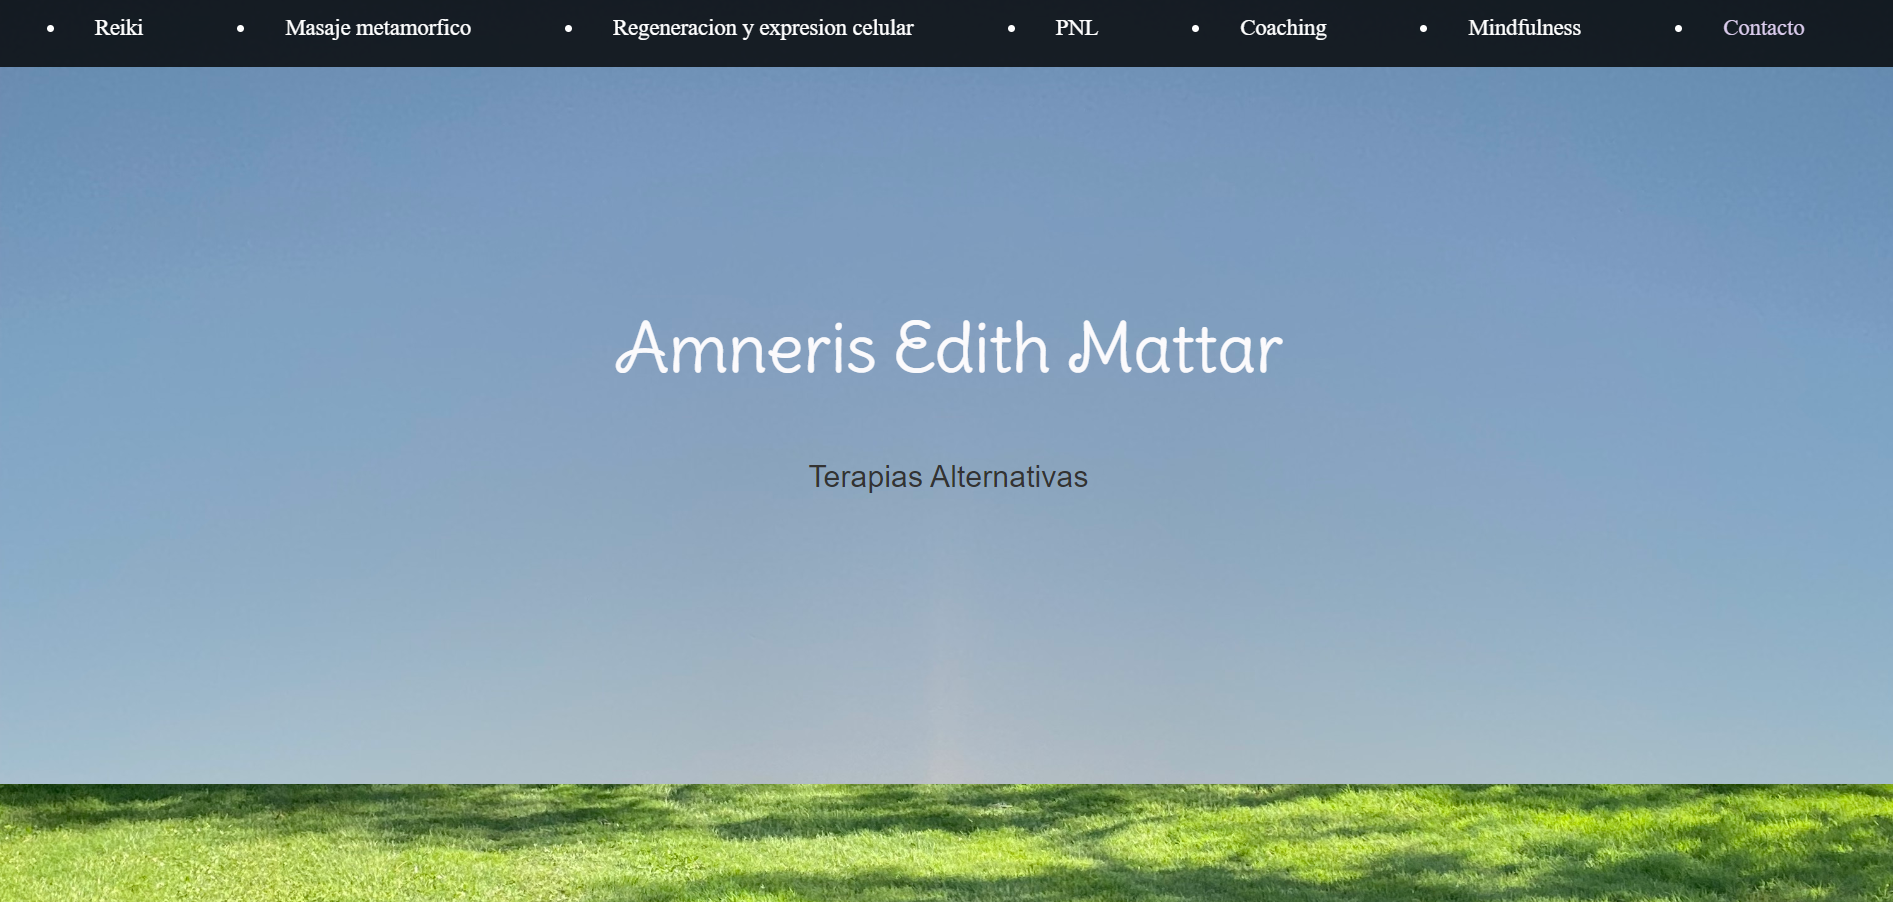 • Reiki • Masaje metamorfico • Regeneracion y expresion celular • PNL • Coaching • Mindfulness • Contacto
Amneris Edith Mattar
Terapias Alternativas